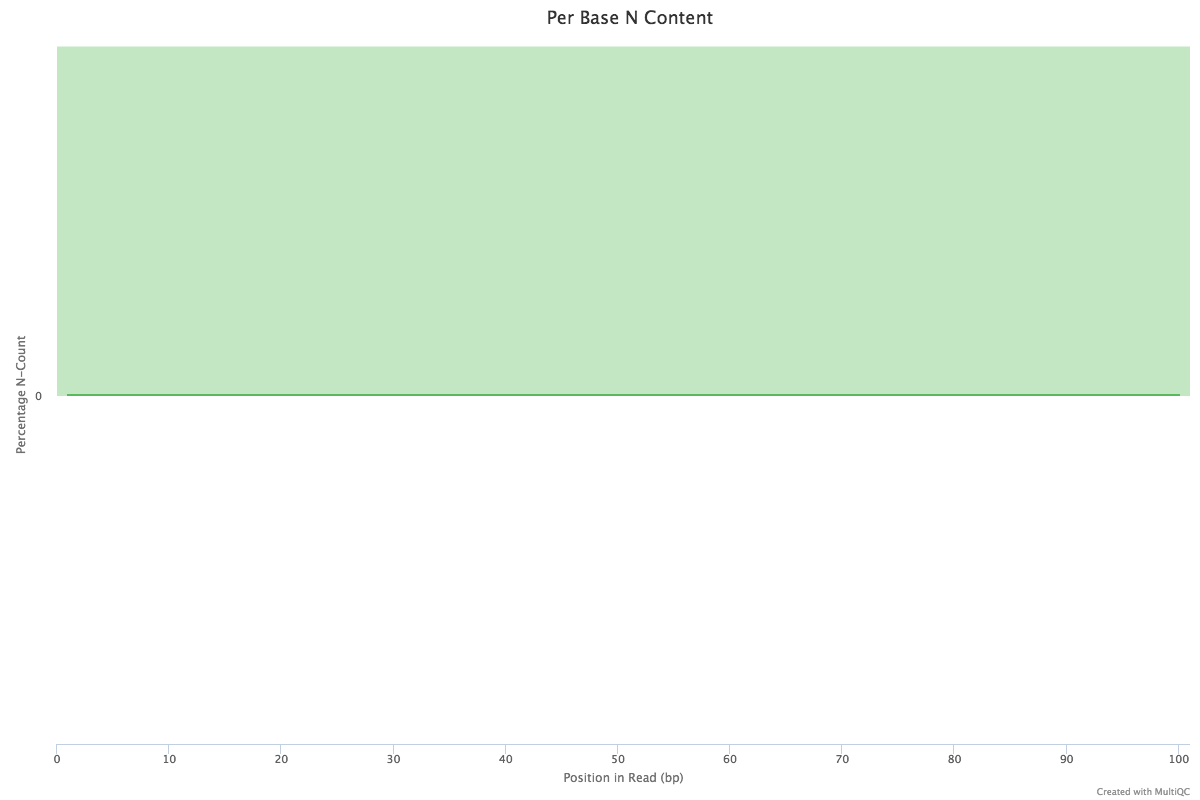 Per Base N Content
Percentage N-Count
0
0 10 20 30 40 50 60 70 80 90 100
Position in Read (bp)
Created with MultiQC